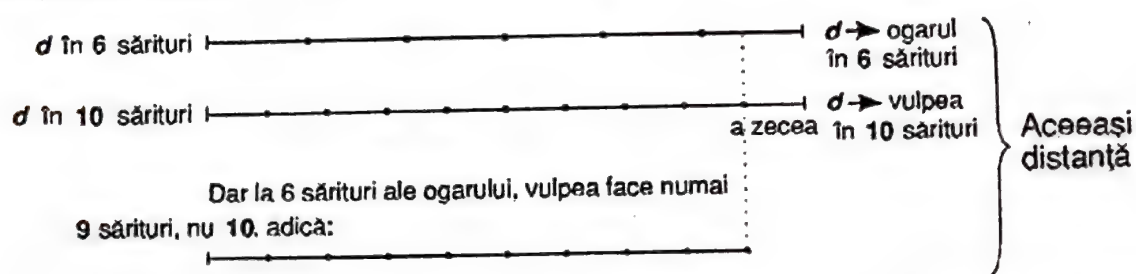 d în 6 sărituri
d → ogarul
în 6 sărituri
d în 10 sărituri
d → vulpea
în 10 sărituri
a zecea
Aceeași
distanță
Dar la 6 sărituri ale ogarului, vulpea face numai
9 sărituri, nu 10. adică: